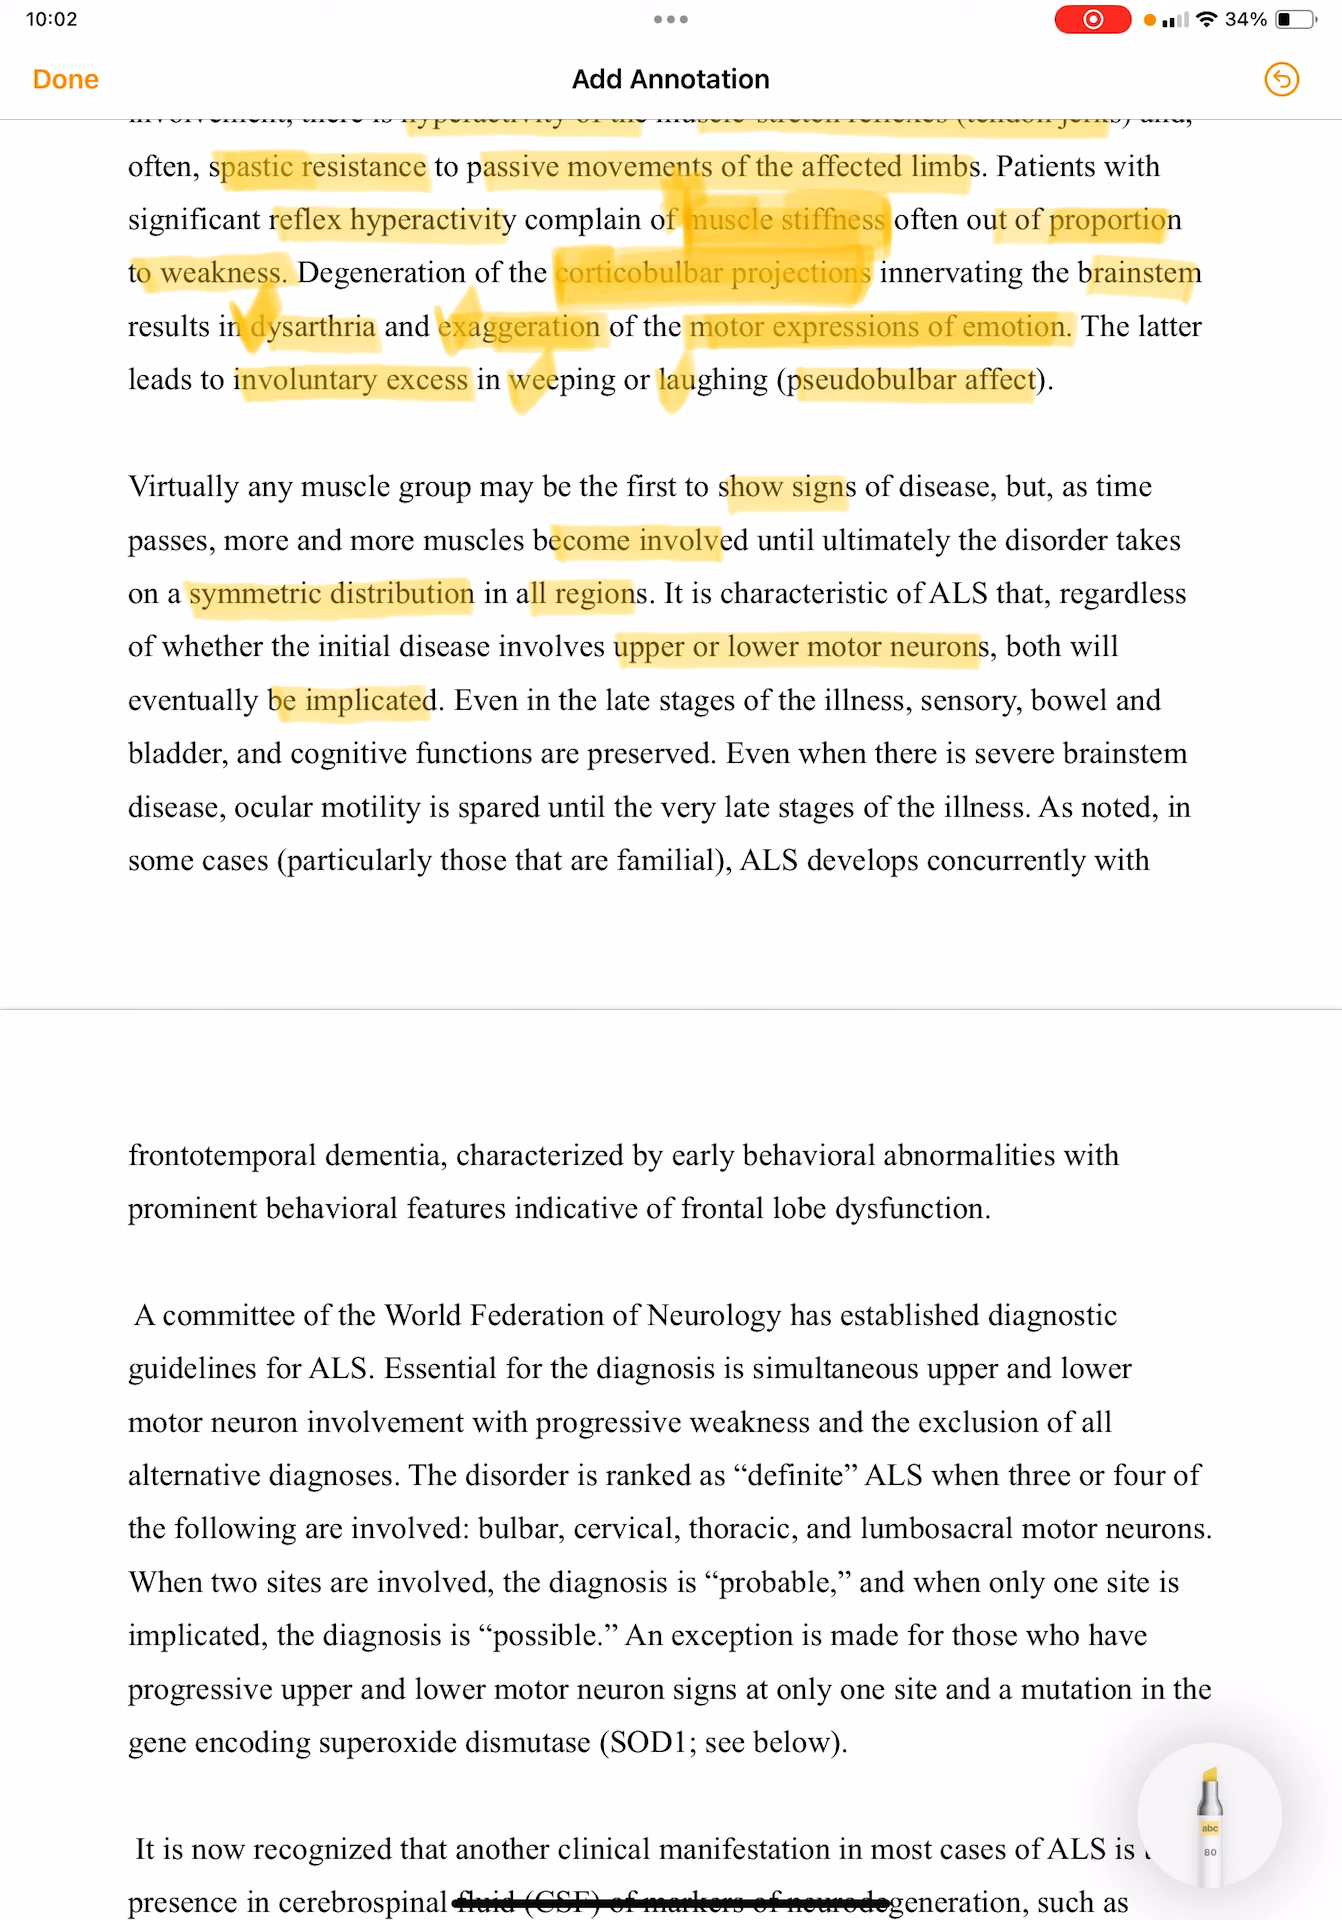 10:02
34%
Done
Add Annotation
involvement, there is hyperactivity of the muscle-stretch reflexes (tendon jerks) and,
often, spastic resistance to passive movements of the affected limbs. Patients with
significant reflex hyperactivity complain of muscle stiffness often out of proportion
to weakness. Degeneration of the corticobulbar projections innervating the brainstem
results in dysarthria and exaggeration of the motor expressions of emotion. The latter
leads to involuntary excess in weeping or laughing (pseudobulbar affect).
Virtually any muscle group may be the first to show signs of disease, but, as time
passes, more and more muscles become involved until ultimately the disorder takes
on a symmetric distribution in all regions. It is characteristic of ALS that, regardless
of whether the initial disease involves upper or lower motor neurons, both will
eventually be implicated. Even in the late stages of the illness, sensory, bowel and
bladder, and cognitive functions are preserved. Even when there is severe brainstem
disease, ocular motility is spared until the very late stages of the illness. As noted, in
some cases (particularly those that are familial), ALS develops concurrently with
frontotemporal dementia, characterized by early behavioral abnormalities with
prominent behavioral features indicative of frontal lobe dysfunction.
A committee of the World Federation of Neurology has established diagnostic
guidelines for ALS. Essential for the diagnosis is simultaneous upper and lower
motor neuron involvement with progressive weakness and the exclusion of all
alternative diagnoses. The disorder is ranked as “definite” ALS when three or four of
the following are involved: bulbar, cervical, thoracic, and lumbosacral motor neurons.
When two sites are involved, the diagnosis is “probable,” and when only one site is
implicated, the diagnosis is “possible.” An exception is made for those who have
progressive upper and lower motor neuron signs at only one site and a mutation in the
gene encoding superoxide dismutase (SOD1; see below).
abc
80
It is now recognized that another clinical manifestation in most cases of ALS is
presence in cerebrospinal fluid (CSF) of markers of neurodegeneration, such as